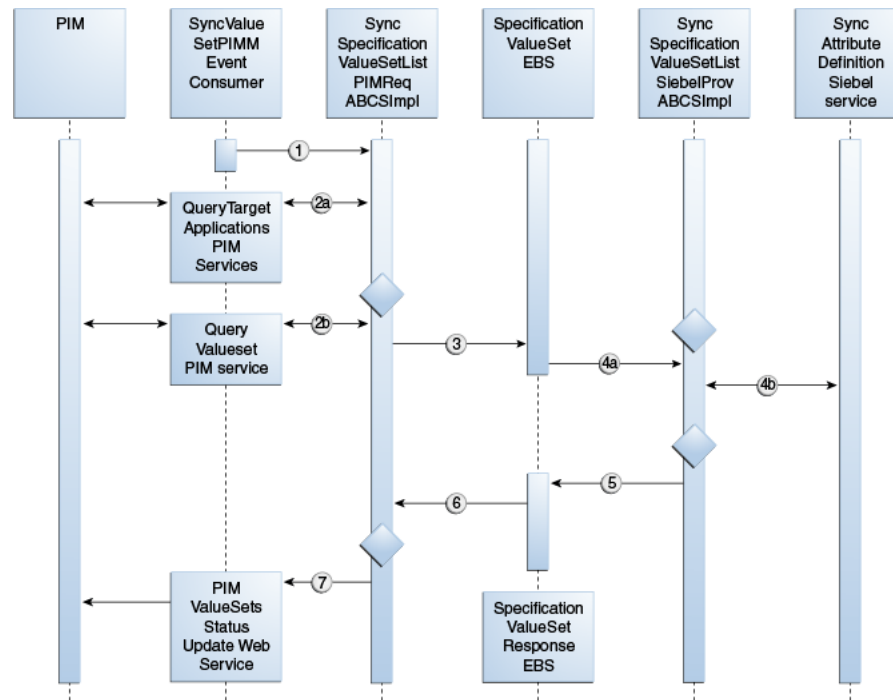 PIM
SyncValue
SetPIMM
Event
Consumer
Sync
Specification
ValueSetList
PIMReq
ABCSImpl
Specification
ValueSet
EBS
Sync
Specification
ValueSetList
SiebelProv
ABCSImpl
Sync
Attribute
Definition
Siebel
service
1
QueryTarget
Applications
PIM
Services
2a
Query
Valueset
PIM service
2b
3
4a
4b
5
6
7
PIM
ValueSets
Status
Update Web
Service
Specification
ValueSet
Response
EBS